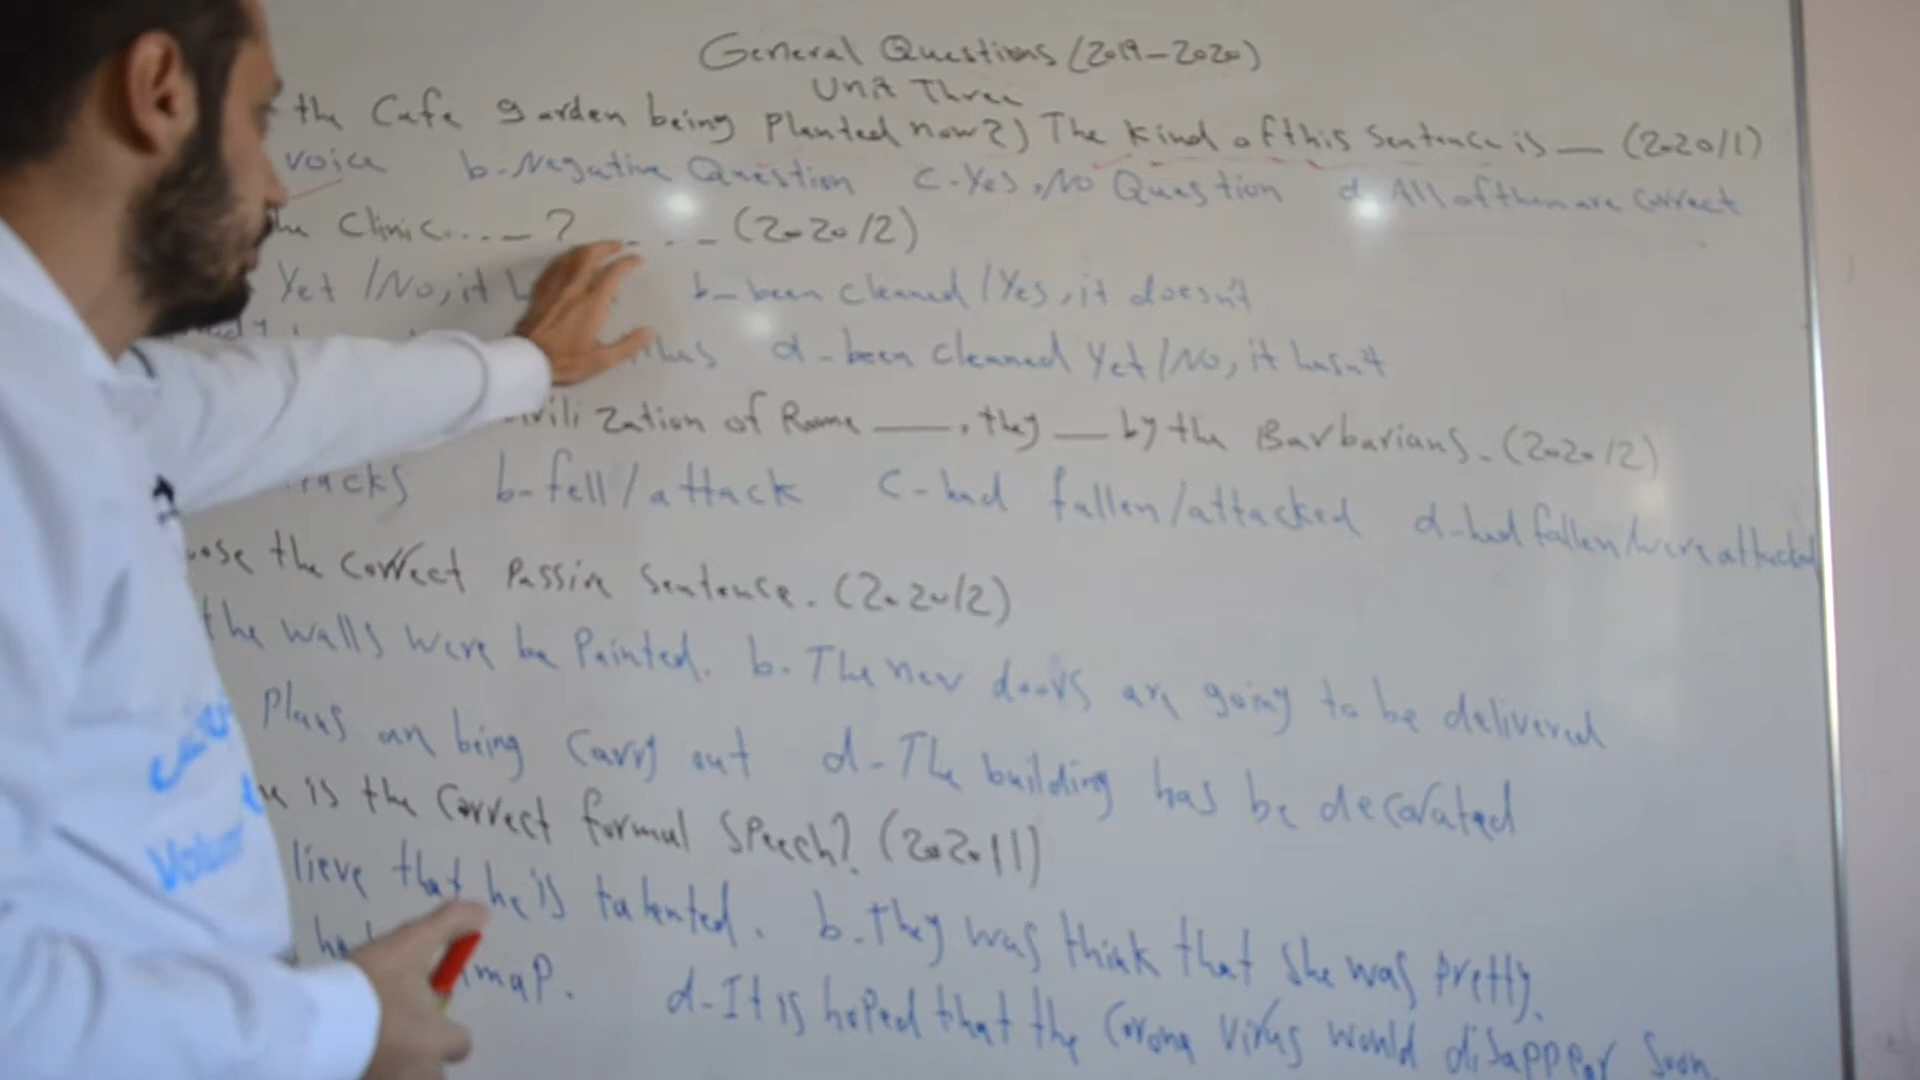 General Questions (2019-2020)
Unit Three
the Cafe garden being Planted now?) The Kind of this Sentence is __ (2020/1)
voice b-Negative Question C-Yes, No Question d- All of them are correct
the Clinic....__? _ . . _ (2020/2)
Yet /No, it b-been cleaned /Yes, it doesn't
has d-been cleaned Yet /No, it hasn't
Zation of Rome ___, they __ by the Barbarians. (2020/2)
b-fell/attack C-had fallen/attacked d-had fallen/were attacked
the correct Passive Sentence. (2020/2)
the walls were be Painted. b. The new doors are going to be delivered
Plans are being Carry out d-The building has be decorated
is the Correct formal Speech? (2020/1)
lieve that he is talented. b. They was think that she was pretty.
map. d-It is hoped that the Corona Virus would disappear Soon.